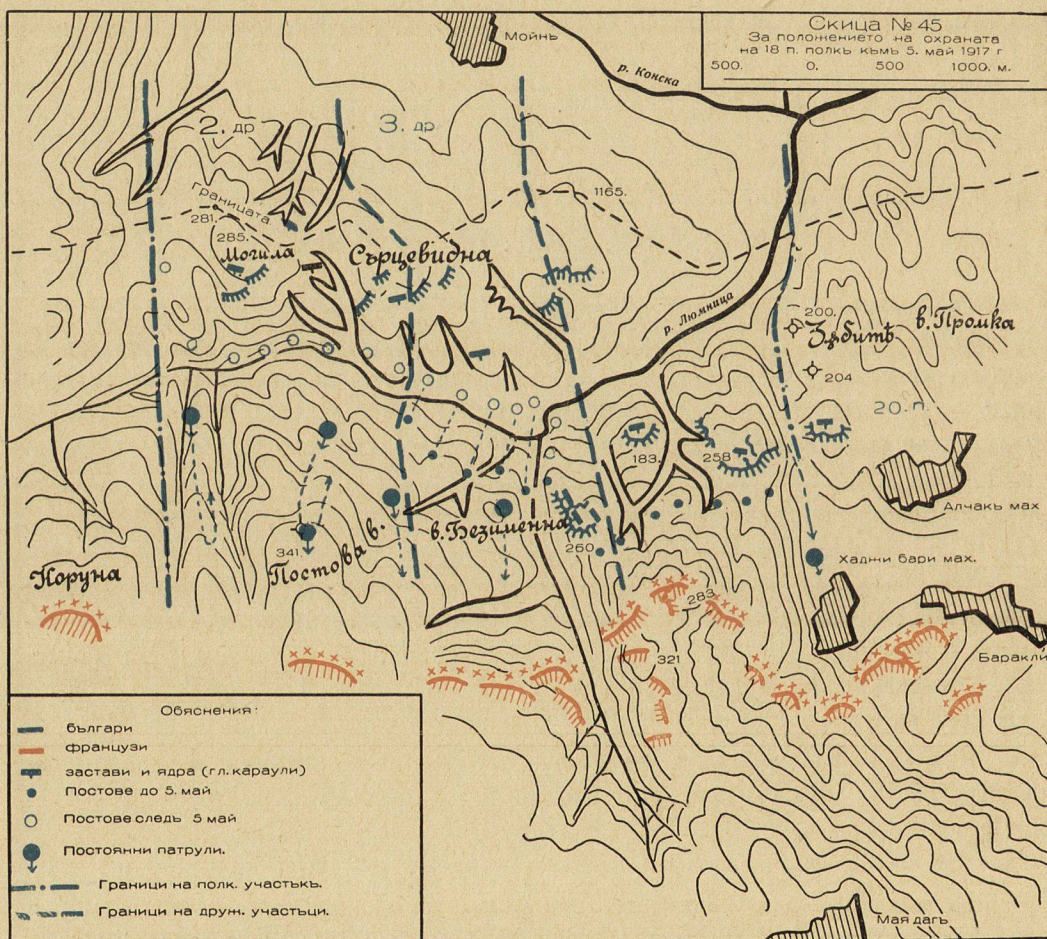 Скица № 45
За положението на охраната
на 18 п. полкъ къмъ 5. май 1917 г
500. 0. 500 1000. м.
Мойнъ
р. Конска
2. др
3. др
Границата
281.
285.
Могила
Сърцевидна
1165.
р. Люмница
200.
Зѫбитѣ
в. Промка
204
20. п.
183.
258
Алчакъ мах
в. Безименна
Постова в.
341
260
Хаджи бари мах.
Коруна
283
321
Баракли
Обяснения:
българи
французи
застави и ядра (гл. караули)
Постове до 5. май
Постове следъ 5 май
Постоянни патрули.
Граници на полк. участъкъ.
Граници на друж. участъци.
Мая дагъ